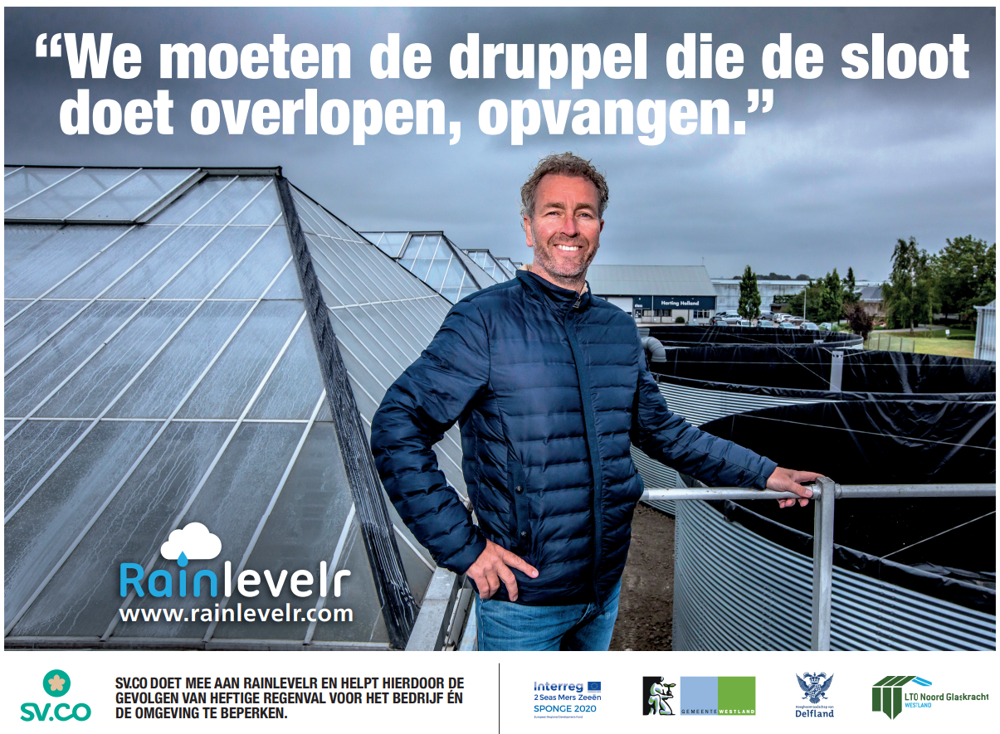 “We moeten de druppel die de sloot
doet overlopen, opvangen.”
Harting Holland
Rainlevelr
www.rainlevelr.com
sv.co
SV.CO DOET MEE AAN RAINLEVELR EN HELPT HIERDOOR DE
GEVOLGEN VAN HEFTIGE REGENVAL VOOR HET BEDRIJF ÉN
DE OMGEVING TE BEPERKEN.
Interreg
2 Seas Mers Zeeën
SPONGE 2020
European Regional Development Fund
GEMEENTE WESTLAND
Hoogheemraadschap van
Delfland
LTO Noord Glaskracht
WESTLAND